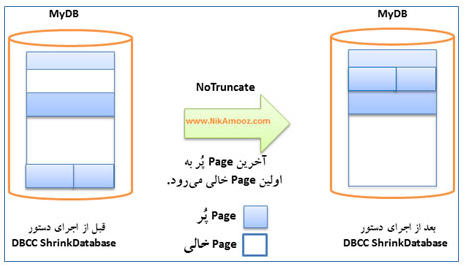 MyDB
MyDB
NoTruncate
www.NikAmooz.com
آخرین Page پُر به
اولین Page خالی می‌رود.
Page پُر
Page خالی
قبل از اجرای دستور
DBCC ShrinkDatabase
بعد از اجرای دستور
DBCC ShrinkDatabase